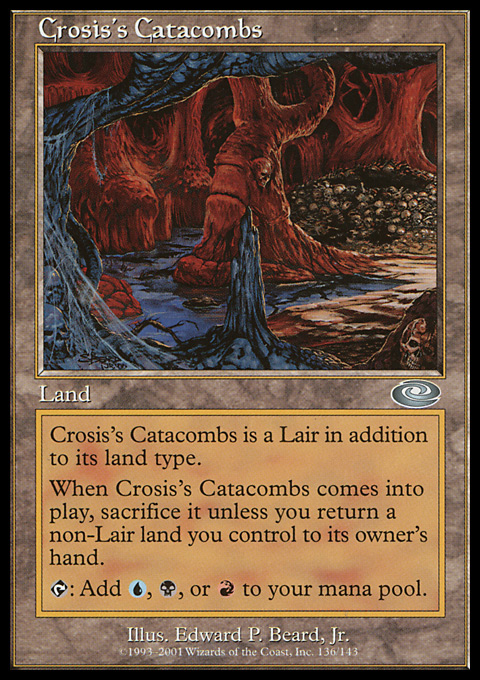 Crosis's Catacombs
Land
Crosis's Catacombs is a Lair in addition
to its land type.
When Crosis's Catacombs comes into
play, sacrifice it unless you return a
non-Lair land you control to its owner's
hand.
: Add , , or to your mana pool.
Illus. Edward P. Beard, Jr.
©1993-2001 Wizards of the Coast, Inc. 136/143